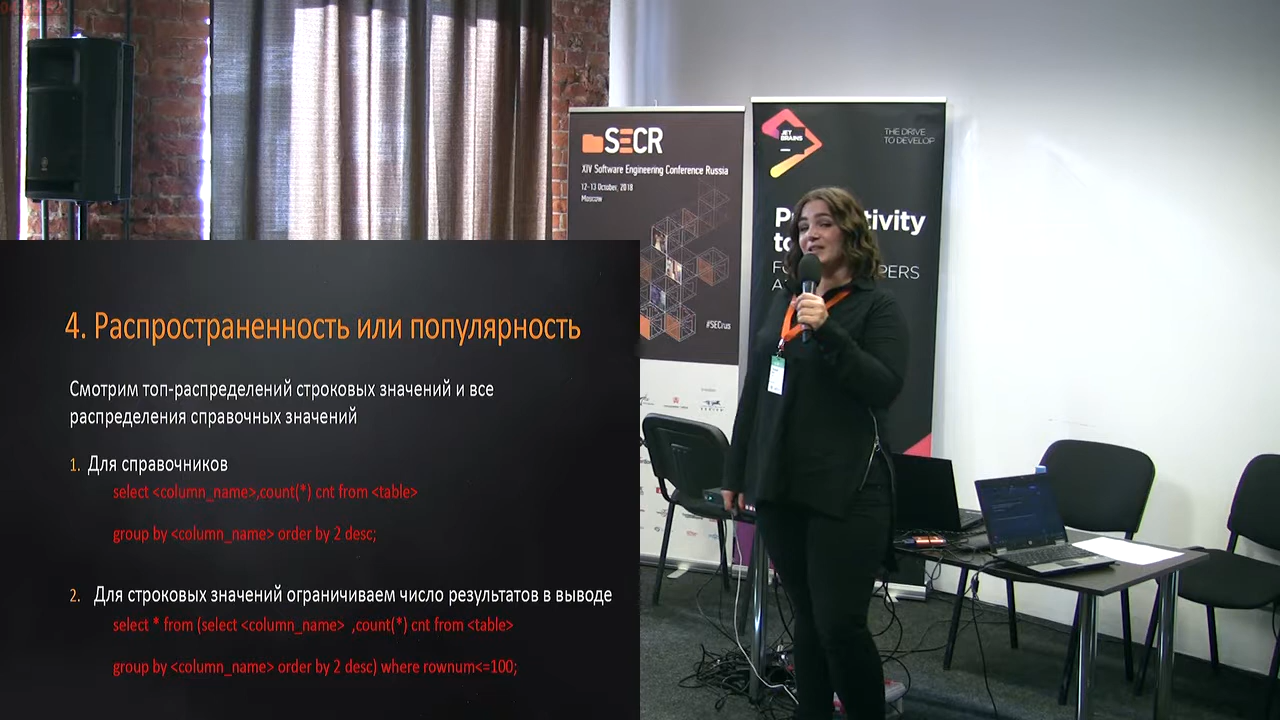 SECR
XIV Software Engineering Conference Russia
12-13 October, 2018
Moscow
#SECrus
JET
BRAINS
THE DRIVE
TO DEVELOP
4. Распространенность или популярность
Смотрим топ-распределений строковых значений и все
распределения справочных значений
1. Для справочников
select <column_name>,count(*) cnt from <table>
group by <column_name> order by 2 desc;
2. Для строковых значений ограничиваем число результатов в выводе
select * from (select <column_name> ,count(*) cnt from <table>
group by <column_name> order by 2 desc) where rownum<=100;